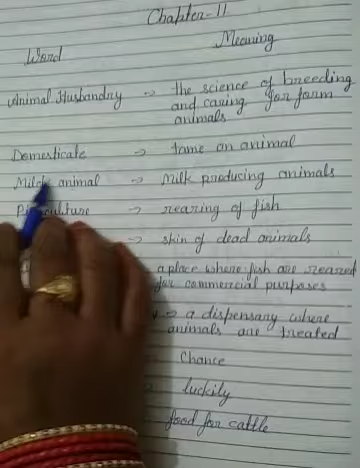 Chapter-11
Word Meaning
Animal Husbandry → the science of breeding
and caring for farm
animals
Domesticate → tame an animal
Milch animal → Milk producing animals
→ rearing of fish
→ skin of dead animals
a place where fish are reared
for commercial purposes
→ a dispensary where
animals are treated
Chance
luckily
food for cattle